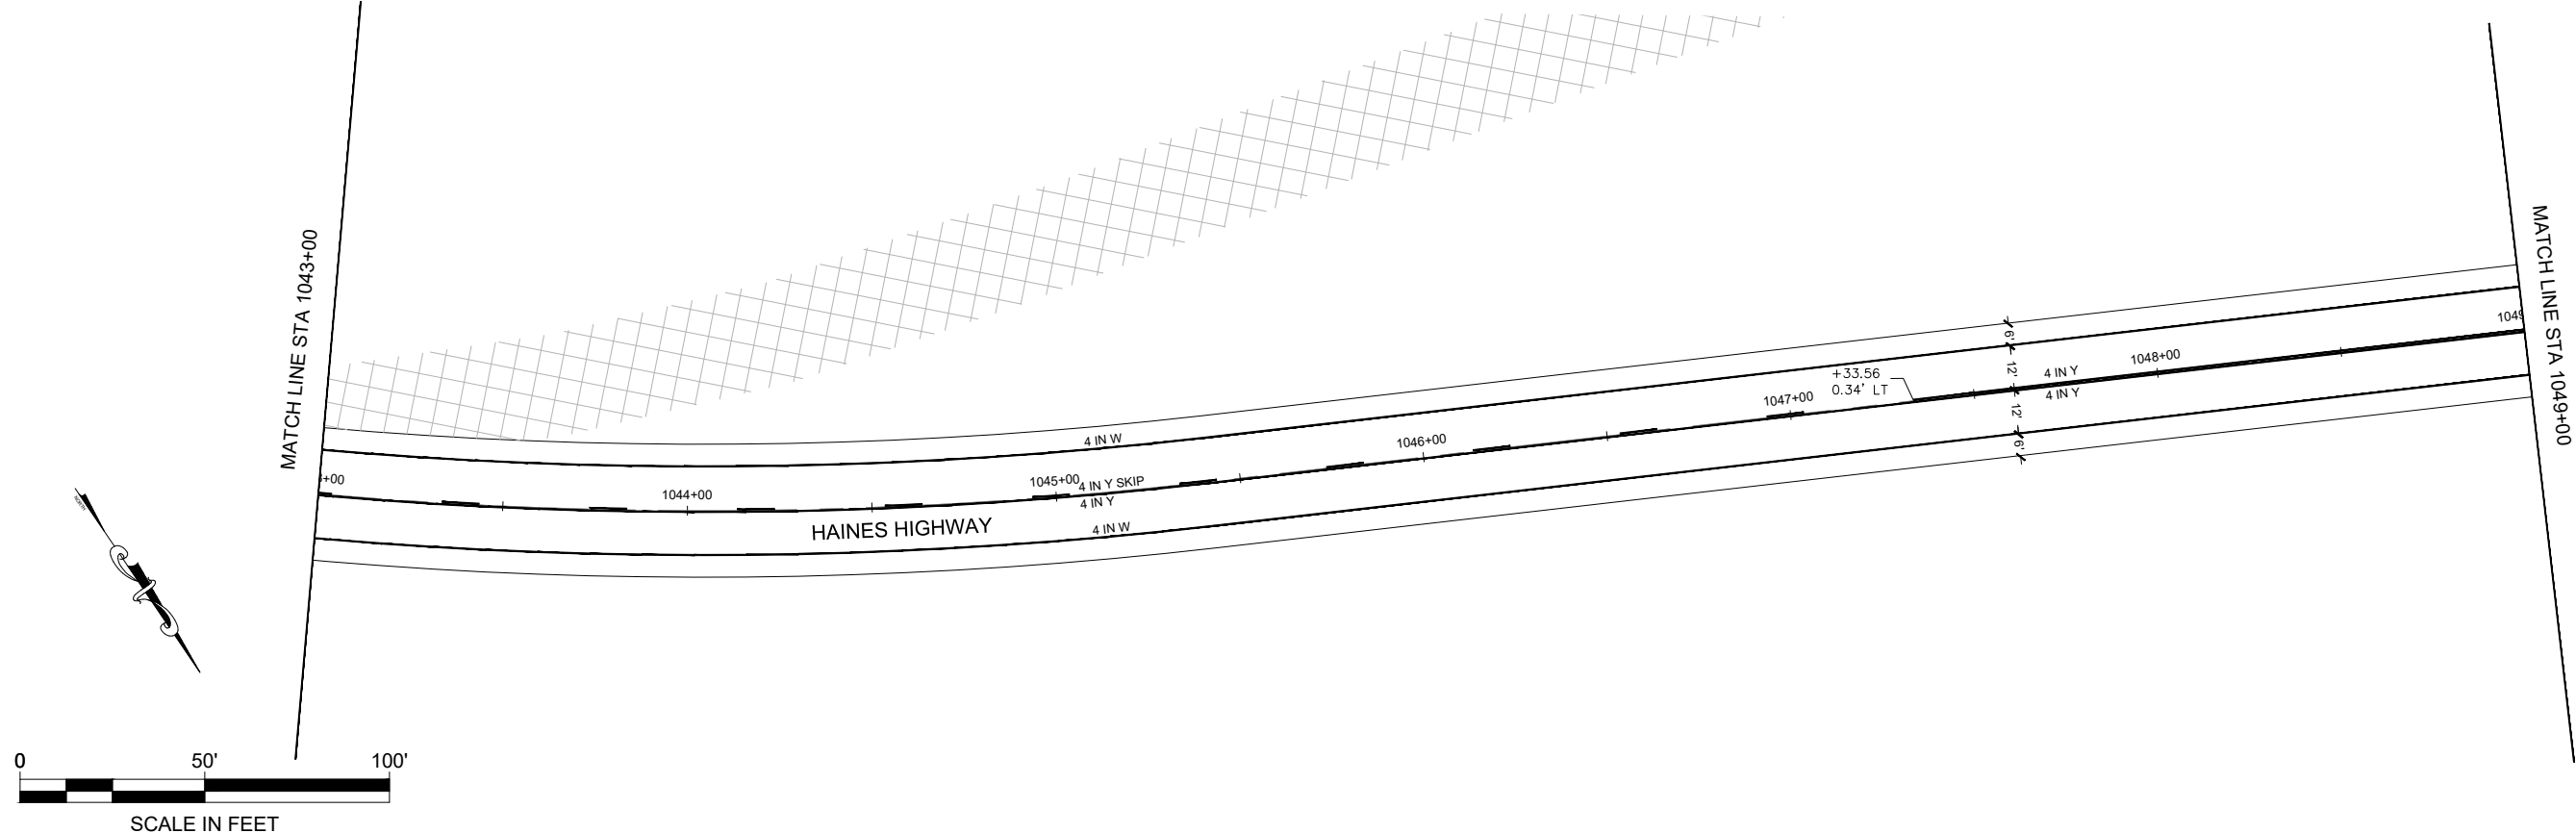 MATCH LINE STA 1043+00
MATCH LINE STA 1049+00
+00
1044+00
1045+00
1046+00
1047+00
1048+00
1049
4 IN W
4 IN Y SKIP
4 IN Y
4 IN W
HAINES HIGHWAY
+33.56
0.34' LT
4 IN Y
4 IN Y
6'
12'
12'
6'
NORTH
0 50' 100'
SCALE IN FEET